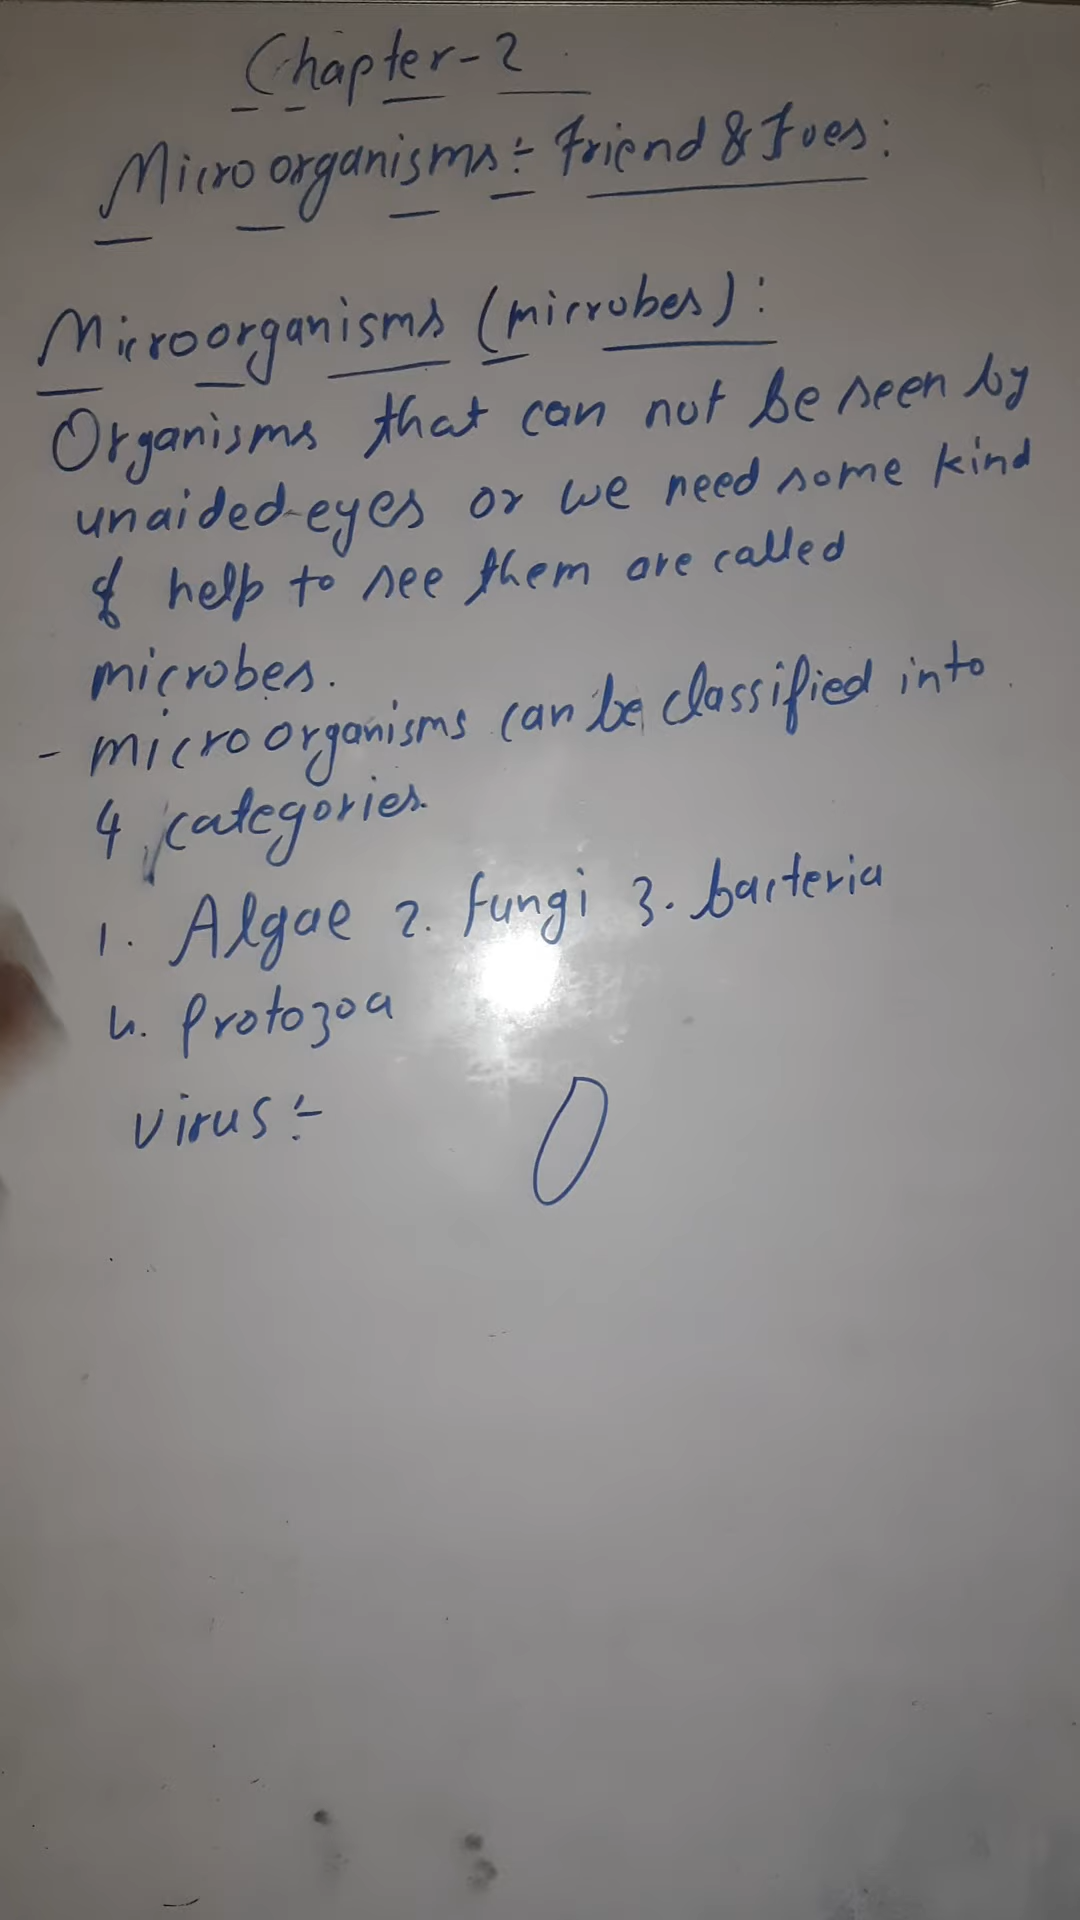 Chapter-2
Microorganisms:- Friend & Foes:
Microorganisms (microbes):
Organisms that can not be seen by
unaided eyes or we need some kind
of help to see them are called
microbes.
- microorganisms can be classified into
4 categories.
1. Algae 2. fungi 3. bacteria
4. Protozoa
virus:-